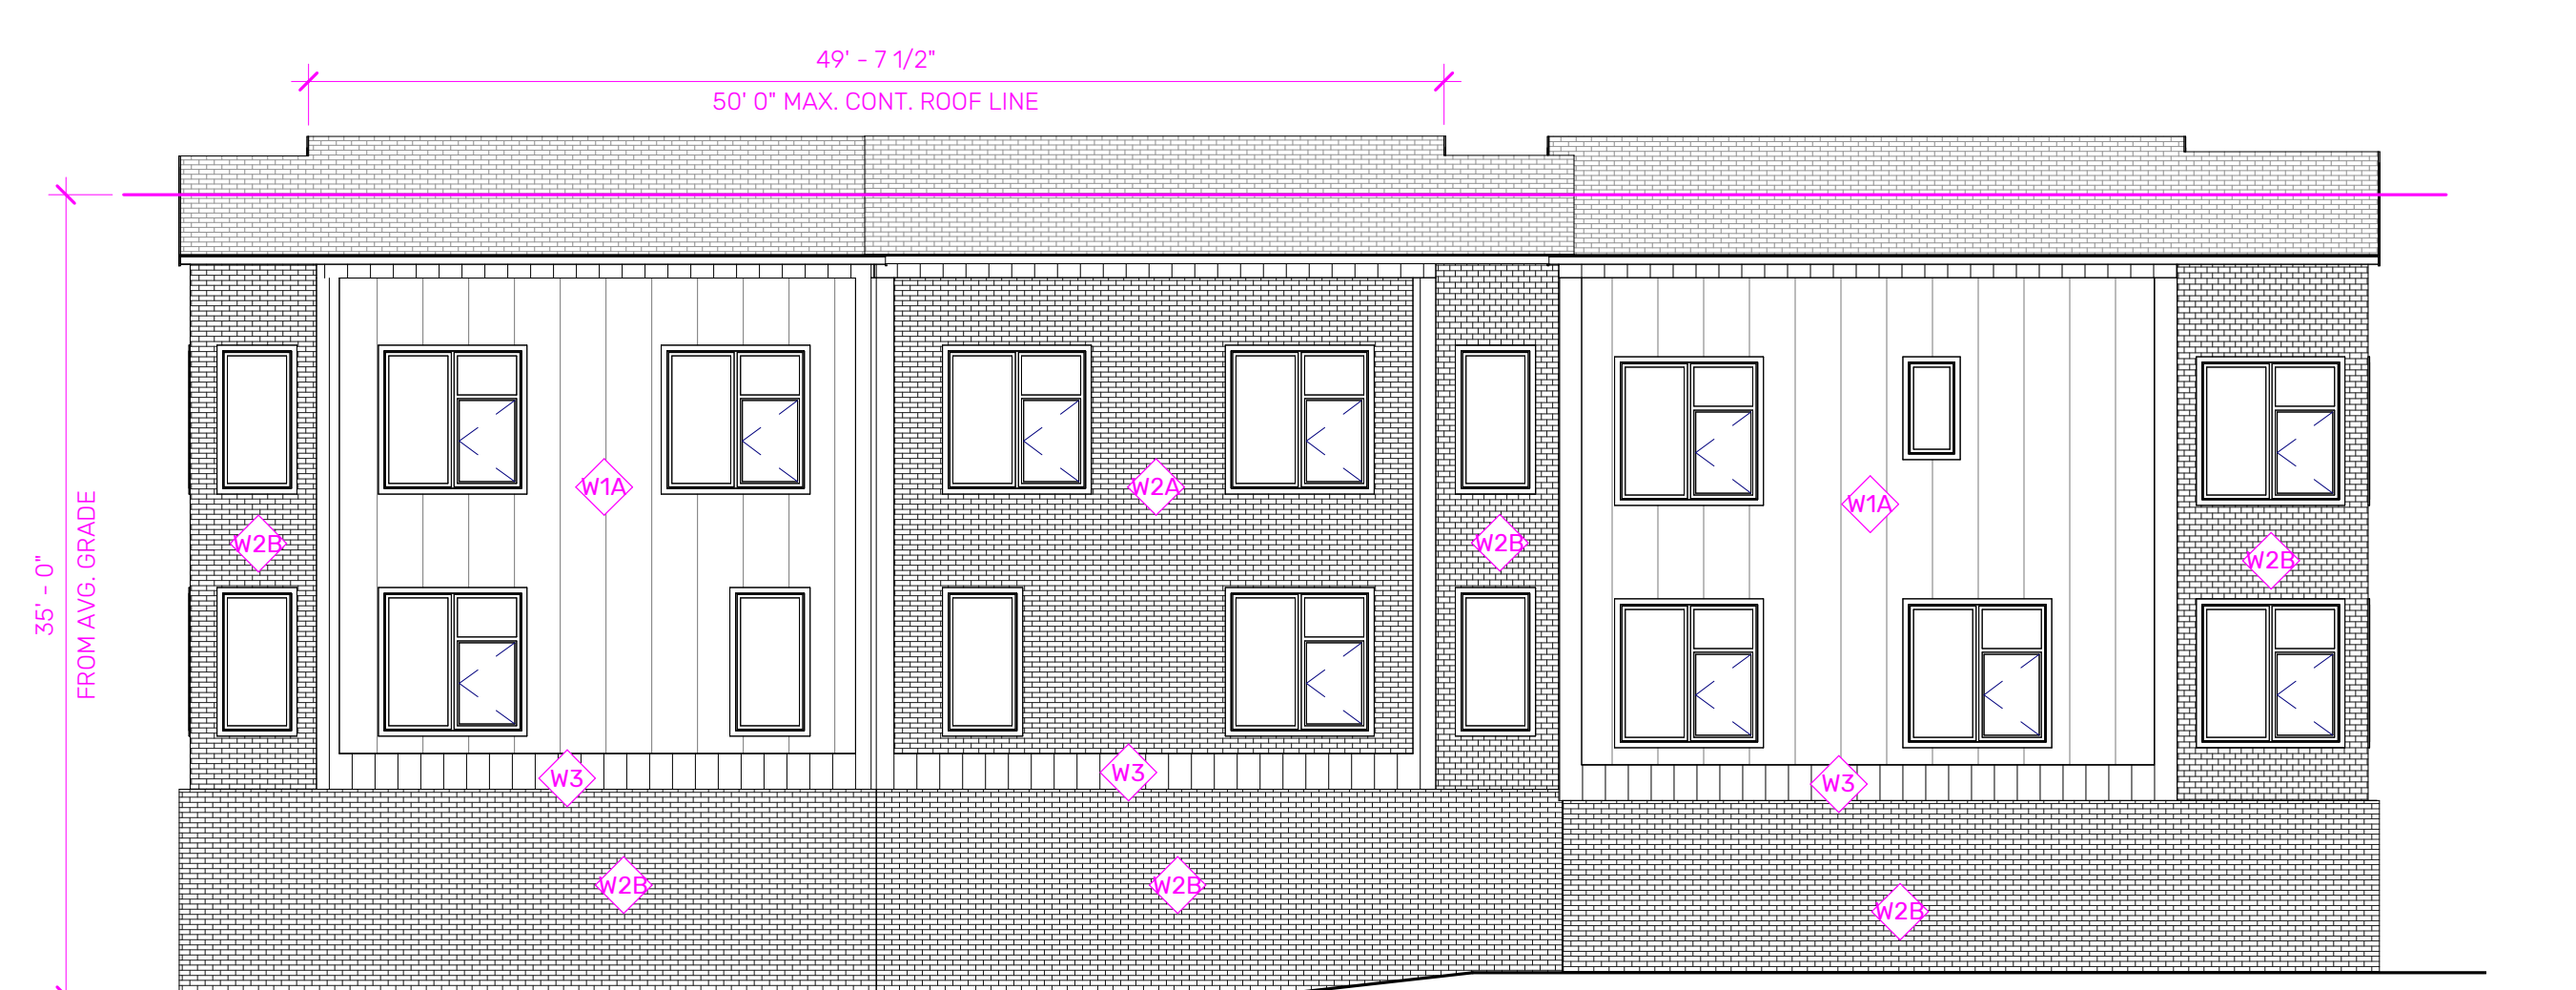 49' - 7 1/2"
50' 0" MAX. CONT. ROOF LINE
35' - 0"
FROM AVG. GRADE
W1A
W2A
W1A
W2B
W2B
W2B
W3
W3
W3
W2B
W2B
W2B